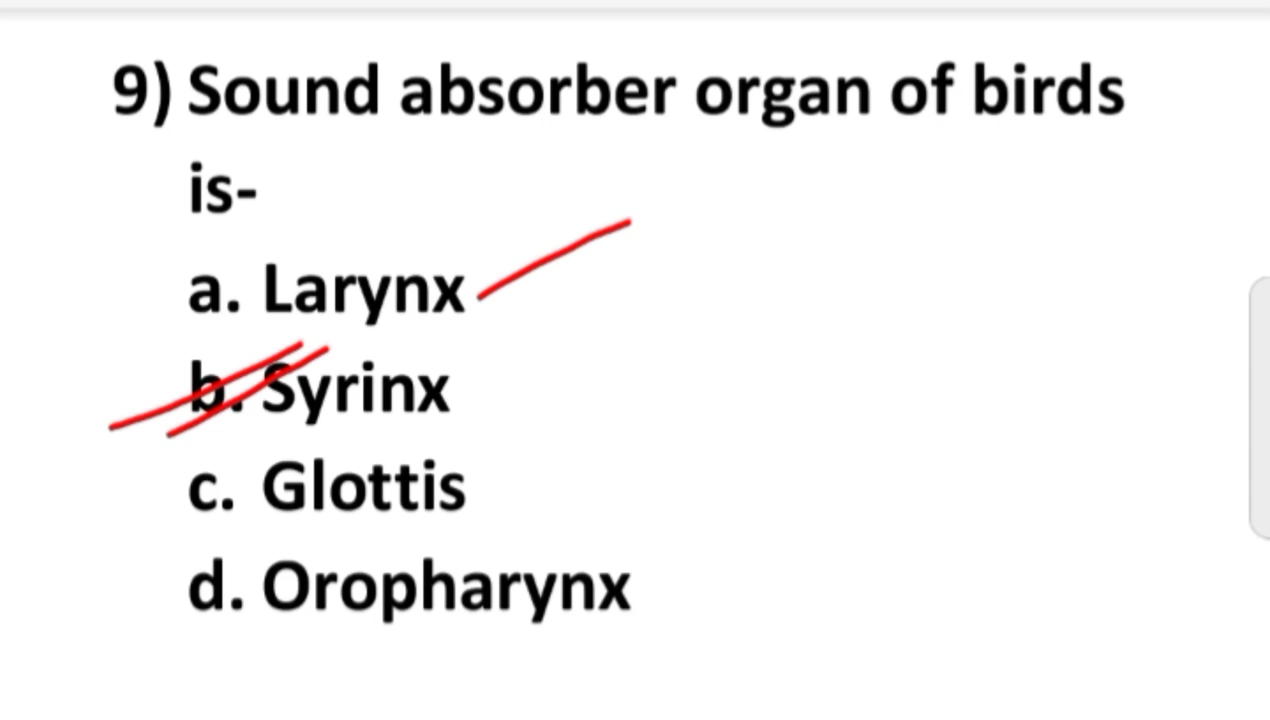 9) Sound absorber organ of birds
is-
a. Larynx
b. Syrinx
c. Glottis
d. Oropharynx